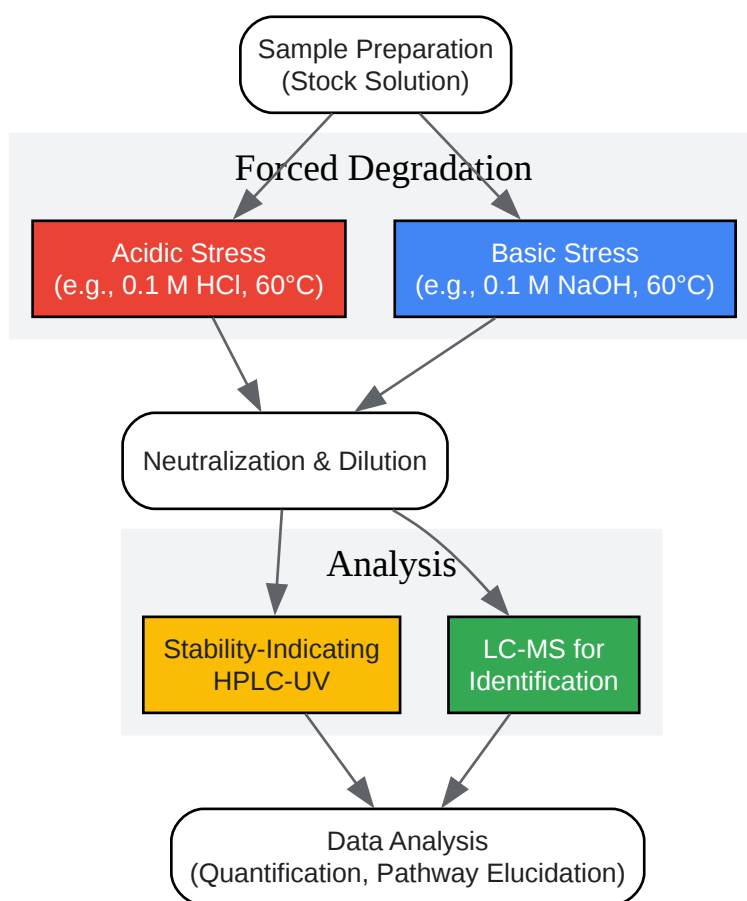 Sample Preparation
(Stock Solution)
Forced Degradation
Acidic Stress
(e.g., 0.1 M HCl, 60°C)
Basic Stress
(e.g., 0.1 M NaOH, 60°C)
Neutralization & Dilution
Analysis
Stability-Indicating
HPLC-UV
LC-MS for
Identification
Data Analysis
(Quantification, Pathway Elucidation)